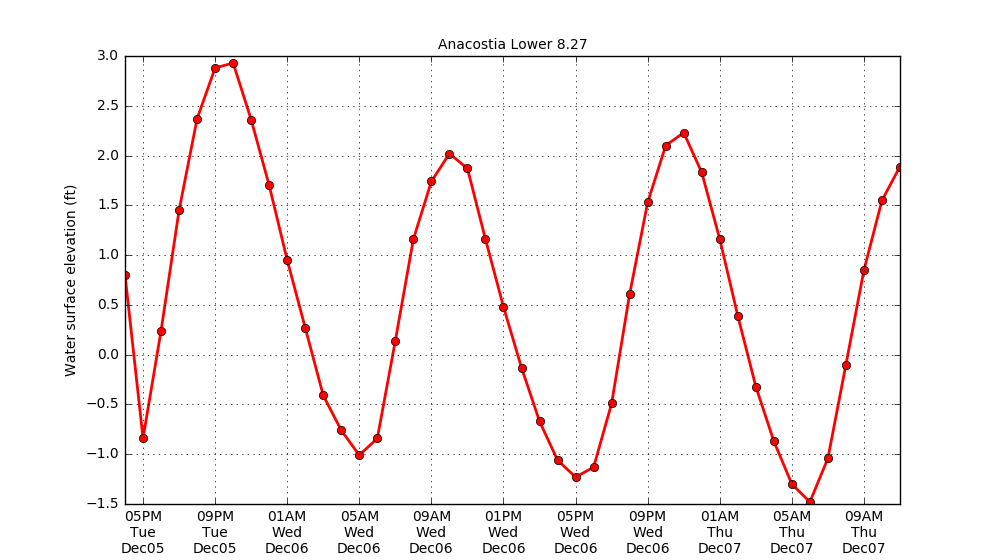 Anacostia Lower 8.27
Water surface elevation (ft)
3.0
2.5
2.0
1.5
1.0
0.5
0.0
−0.5
−1.0
−1.5
05PM 09PM 01AM 05AM 09AM 01PM 05PM 09PM 01AM 05AM 09AM
Tue Tue Wed Wed Wed Wed Wed Wed Thu Thu Thu
Dec05 Dec05 Dec06 Dec06 Dec06 Dec06 Dec06 Dec06 Dec07 Dec07 Dec07